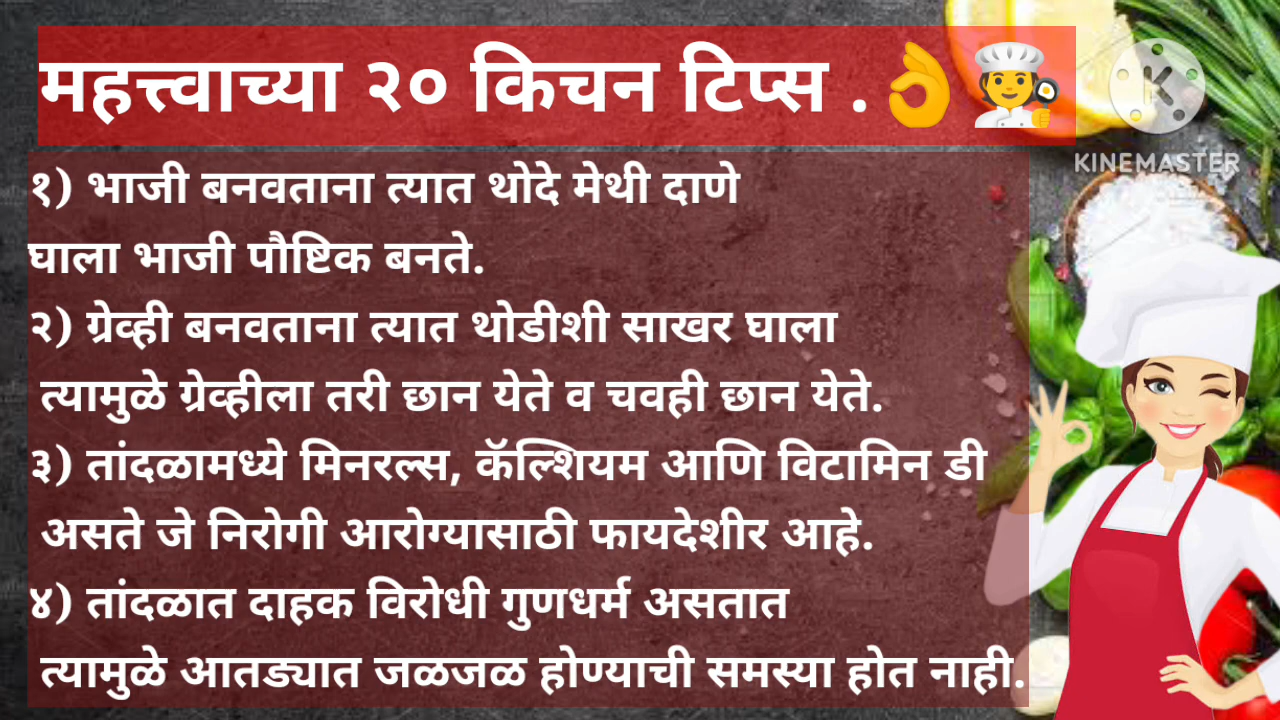 महत्त्वाच्या २० किचन टिप्स .👌🧑‍🍳
KINEMASTER
१) भाजी बनवताना त्यात थोदे मेथी दाणे
घाला भाजी पौष्टिक बनते.
२) ग्रेव्ही बनवताना त्यात थोडीशी साखर घाला
त्यामुळे ग्रेव्हीला तरी छान येते व चवही छान येते.
३) तांदळामध्ये मिनरल्स, कॅल्शियम आणि विटामिन डी
असते जे निरोगी आरोग्यासाठी फायदेशीर आहे.
४) तांदळात दाहक विरोधी गुणधर्म असतात
त्यामुळे आतड्यात जळजळ होण्याची समस्या होत नाही.